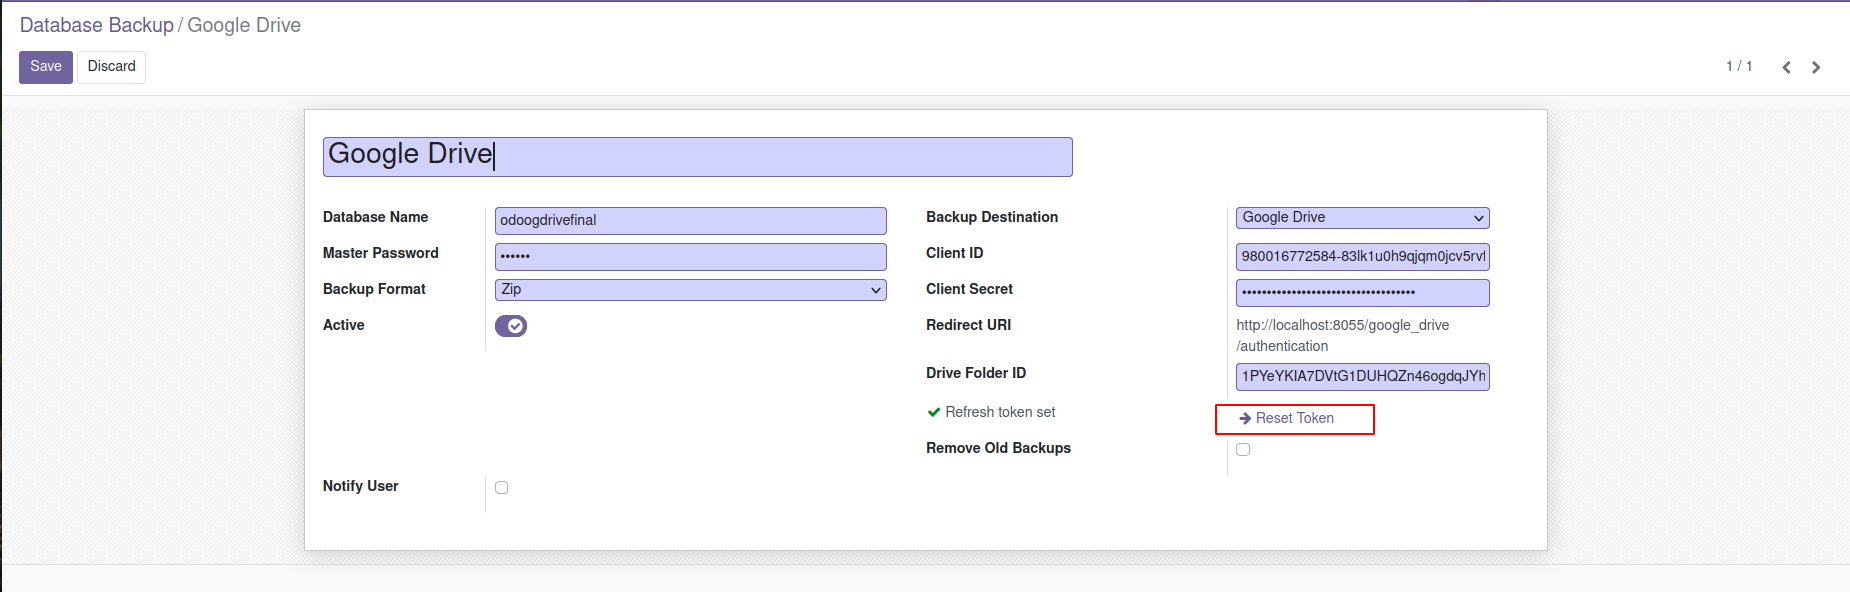 Database Backup / Google Drive
Save Discard
1 / 1
Google Drive
Database Name odoogdrivefinal
Master Password ••••••
Backup Format Zip
Active
Notify User
Backup Destination Google Drive
Client ID 980016772584-83lk1u0h9qjqm0jcv5rv
Client Secret ••••••••••••••••••••••••••••••••••
Redirect URI http://localhost:8055/google_drive
/authentication
Drive Folder ID 1PYeYKIA7DVtG1DUHQZn46ogdqJYh
Refresh token set Reset Token
Remove Old Backups